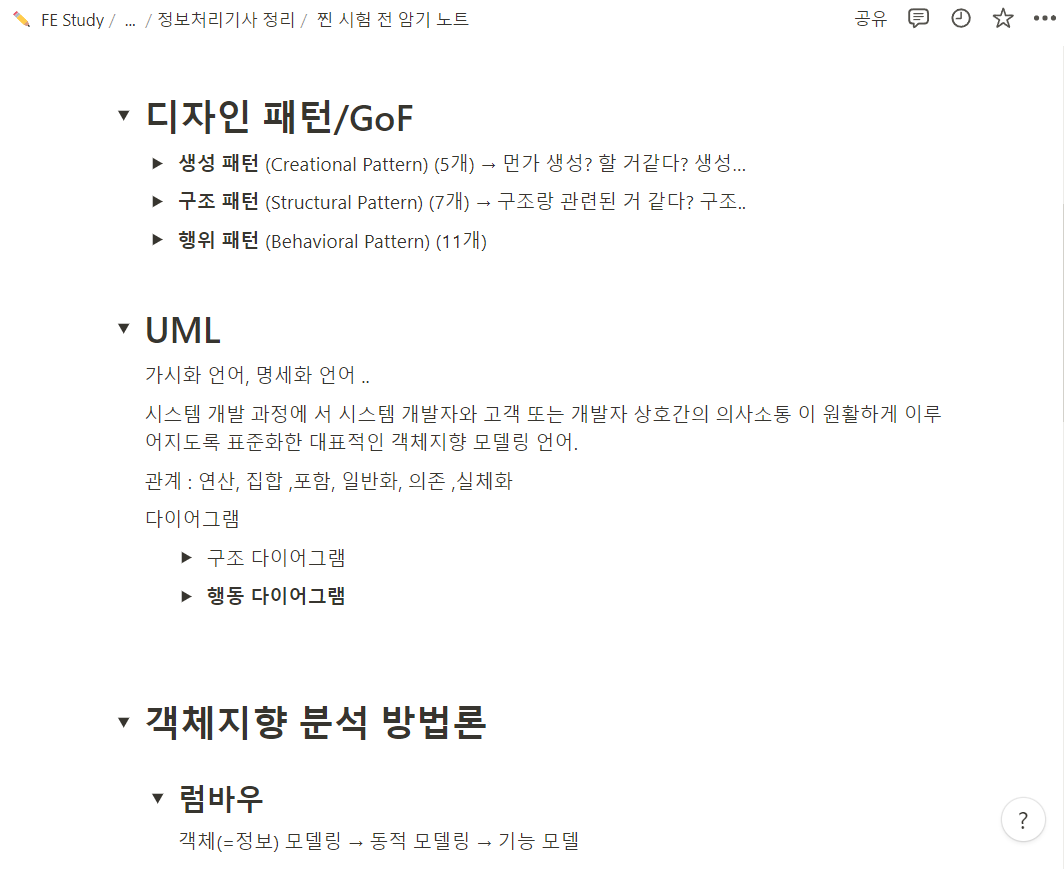 ✏️ FE Study / ... / 정보처리기사 정리 / 찐 시험 전 암기 노트
공유
디자인 패턴/GoF
생성 패턴 (Creational Pattern) (5개) → 먼가 생성? 할 거같다? 생성...
구조 패턴 (Structural Pattern) (7개) → 구조랑 관련된 거 같다? 구조..
행위 패턴 (Behavioral Pattern) (11개)
UML
가시화 언어, 명세화 언어 ..
시스템 개발 과정에 서 시스템 개발자와 고객 또는 개발자 상호간의 의사소통 이 원활하게 이루
어지도록 표준화한 대표적인 객체지향 모델링 언어.
관계 : 연산, 집합 ,포함, 일반화, 의존 ,실체화
다이어그램
구조 다이어그램
행동 다이어그램
객체지향 분석 방법론
럼바우
객체(=정보) 모델링 → 동적 모델링 → 기능 모델
?